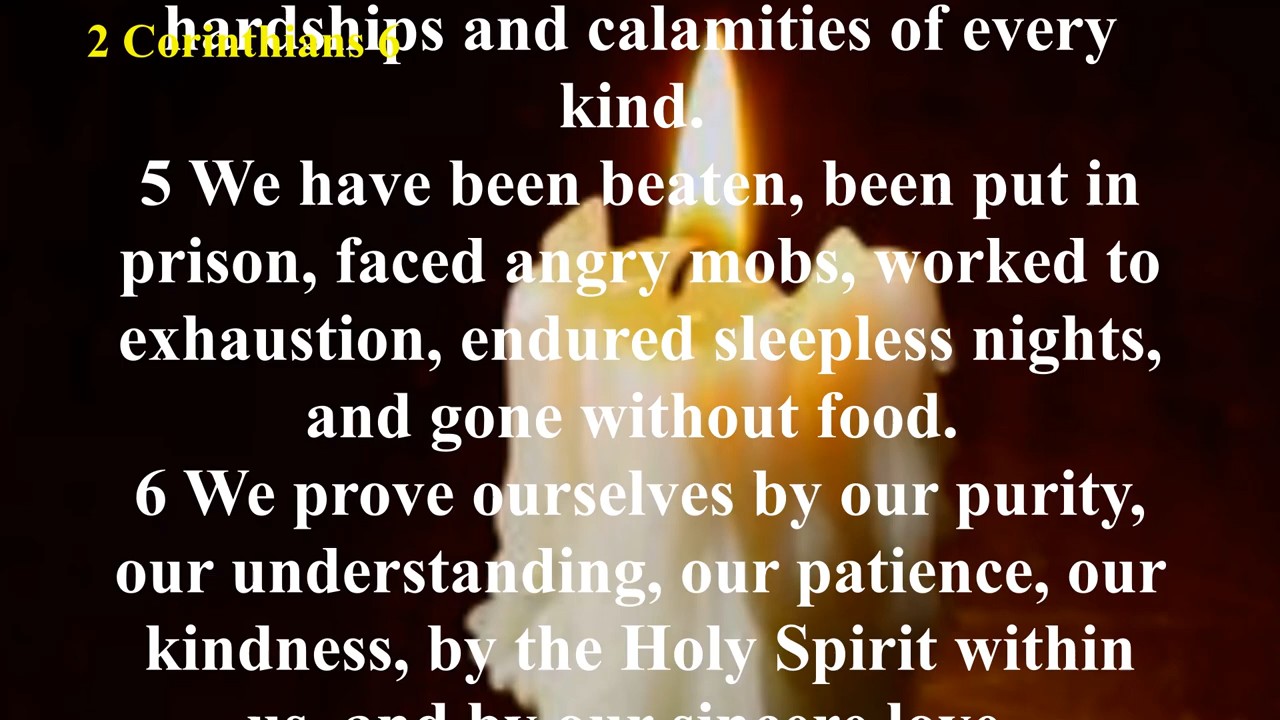 2 Corinthians 6
hardships and calamities of every
kind.
5 We have been beaten, been put in
prison, faced angry mobs, worked to
exhaustion, endured sleepless nights,
and gone without food.
6 We prove ourselves by our purity,
our understanding, our patience, our
kindness, by the Holy Spirit within
us, and by our sincere love.